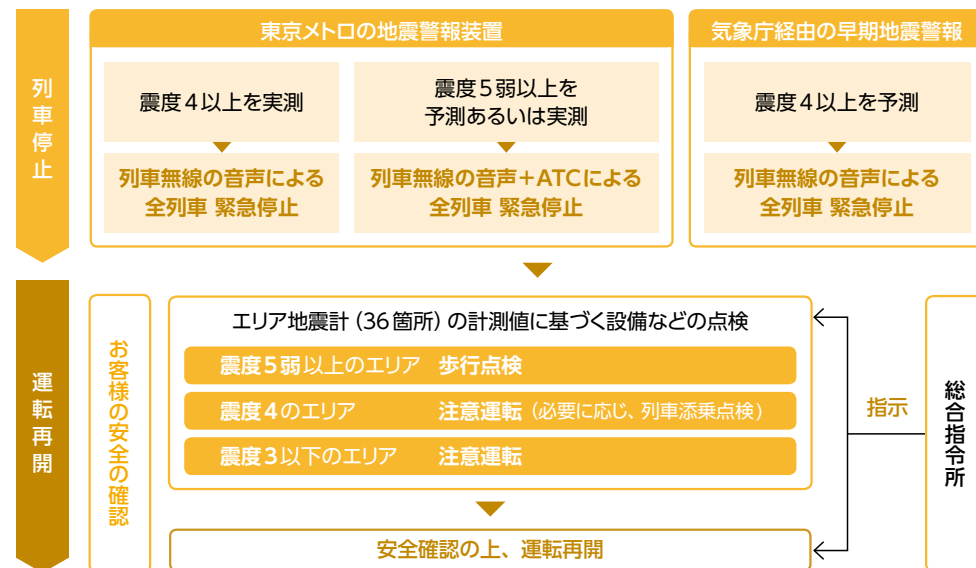 列車停止
東京メトロの地震警報装置
震度4以上を実測
列車無線の音声による
全列車 緊急停止
震度5弱以上を
予測あるいは実測
列車無線の音声＋ATCによる
全列車 緊急停止
気象庁経由の早期地震警報
震度4以上を予測
列車無線の音声による
全列車 緊急停止
運転再開
お客様の安全の確認
エリア地震計（36箇所）の計測値に基づく設備などの点検
震度5弱以上のエリア 歩行点検
震度4のエリア 注意運転（必要に応じ、列車添乗点検）
震度3以下のエリア 注意運転
安全確認の上、運転再開
指示
総合指令所